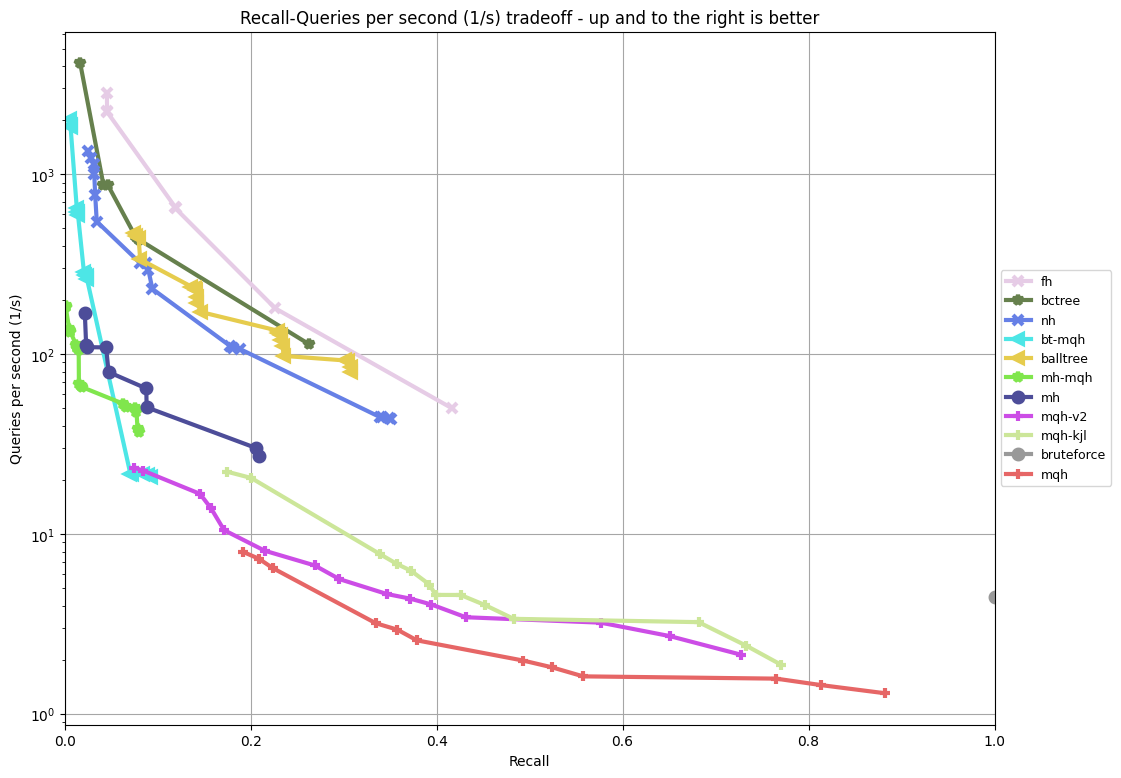 Recall-Queries per second (1/s) tradeoff - up and to the right is better
Queries per second (1/s)
10³
10²
10¹
10⁰
0.0 0.2 0.4 0.6 0.8 1.0
Recall
fh
bctree
nh
bt-mqh
balltree
mh-mqh
mh
mqh-v2
mqh-kjl
bruteforce
mqh